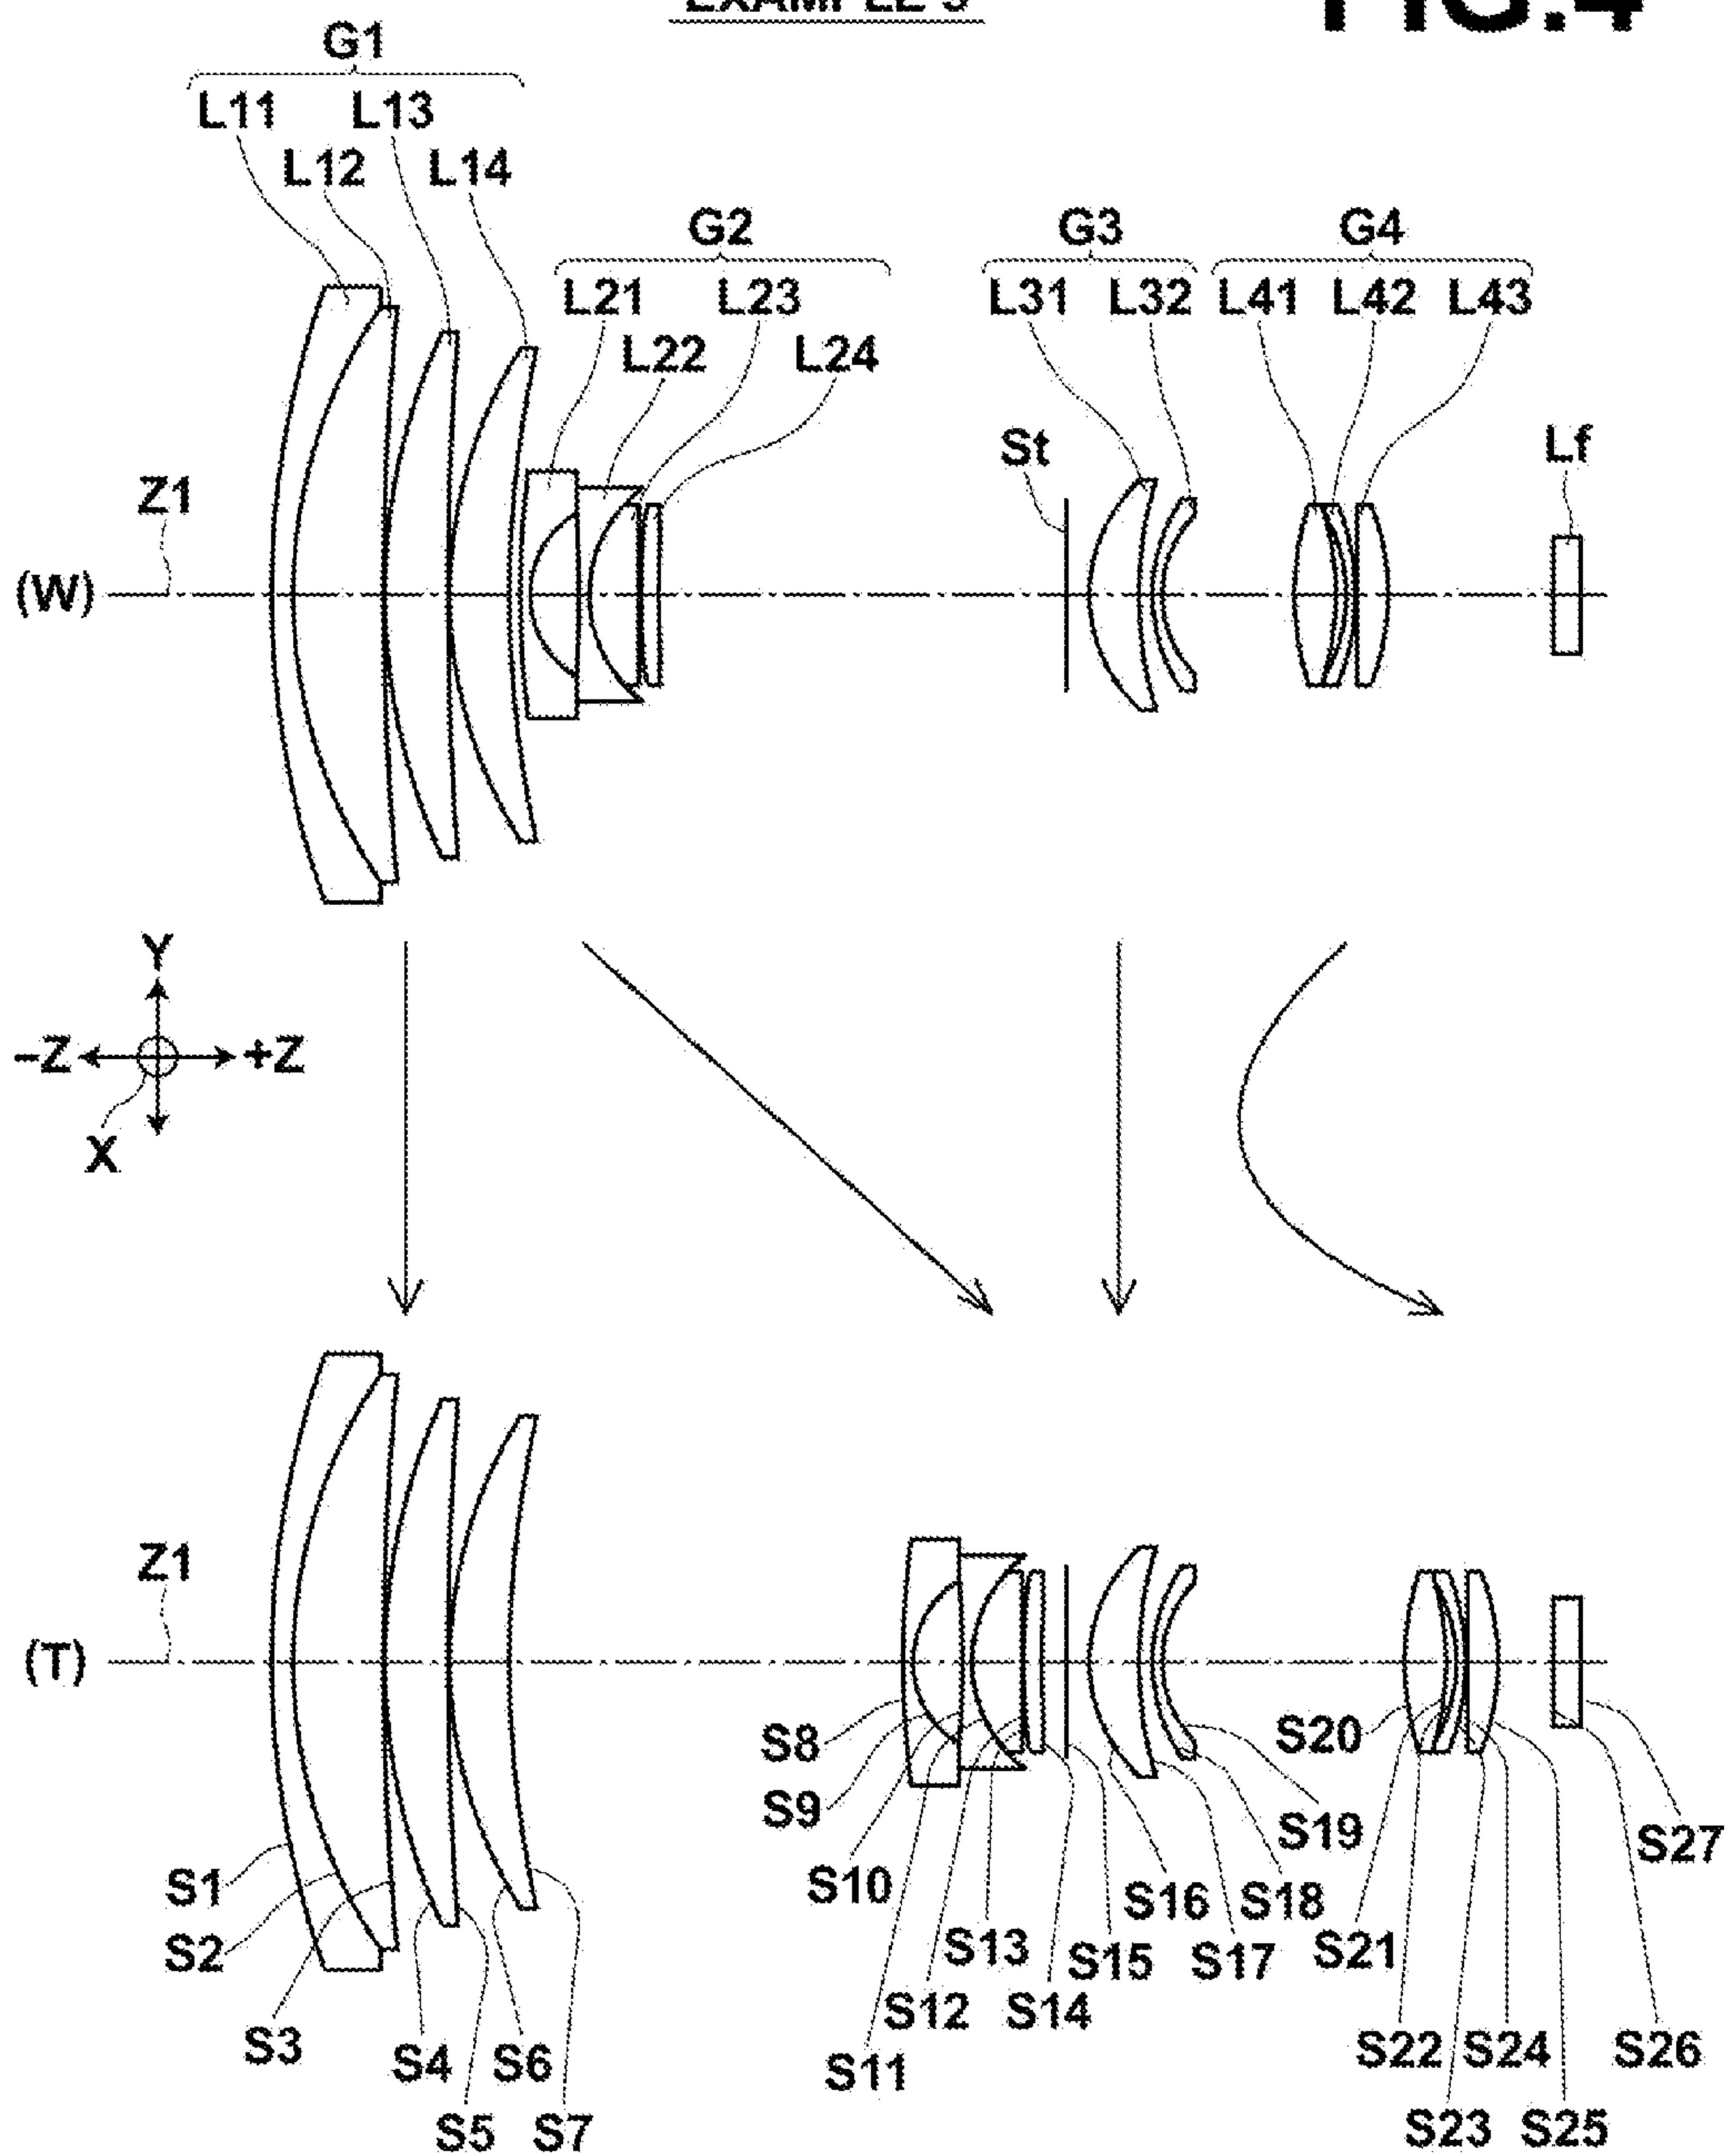 EXAMPLE 3
FIG.4
G1
L11 L13
L12 L14
G2 G3 G4
L21 L23 L31 L32 L41 L42 L43
L22 L24
St Lf
Z1
(W)
Y
-Z +Z
X
Z1
(T)
S8 S20
S9 S19 S27
S1 S10 S16 S18
S2 S13 S15 S17 S21
S12 S14
S3 S4 S6 S11 S22 S24 S26
S5 S7 S23 S25